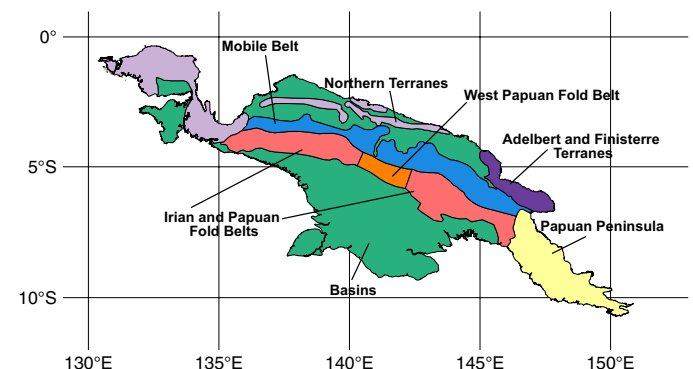 0°
Mobile Belt
Northern Terranes
West Papuan Fold Belt
Adelbert and Finisterre
Terranes
5°S
Irian and Papuan
Fold Belts
Papuan Peninsula
Basins
10°S
130°E 135°E 140°E 145°E 150°E